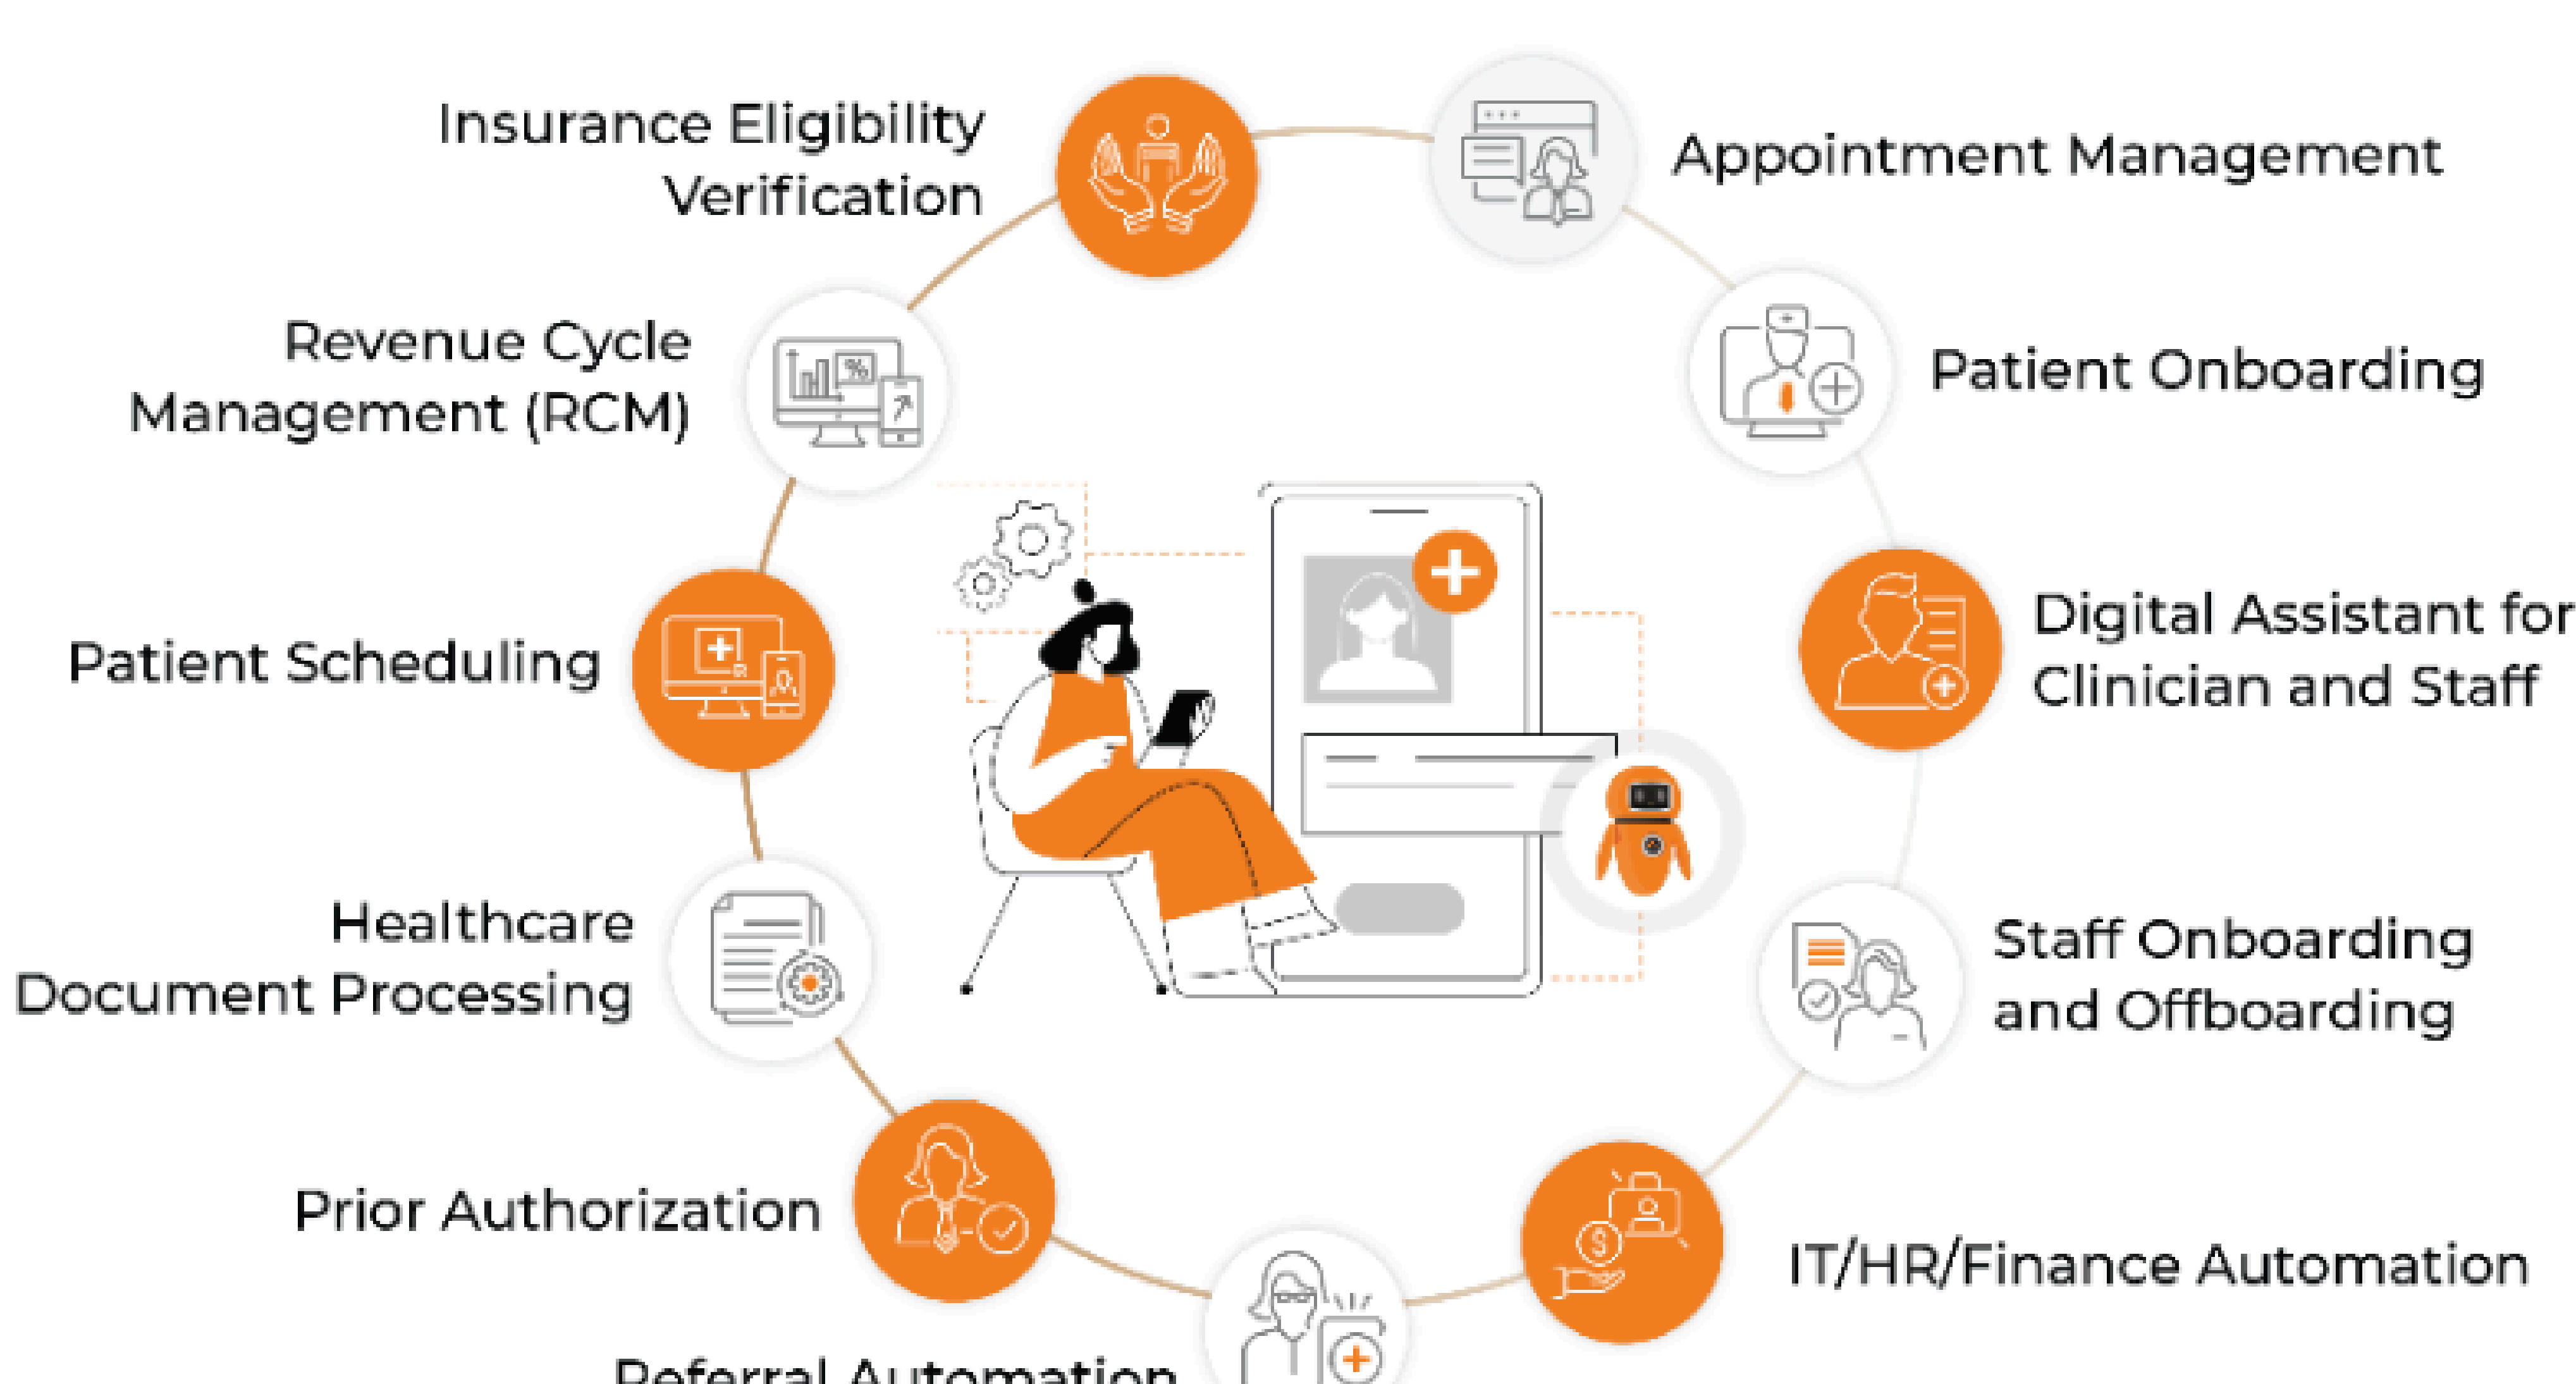 Insurance Eligibility
Verification
Appointment Management
Revenue Cycle
Management (RCM)
Patient Onboarding
Patient Scheduling
Digital Assistant for
Clinician and Staff
Healthcare
Document Processing
Staff Onboarding
and Offboarding
Prior Authorization
IT/HR/Finance Automation
Referral Automation